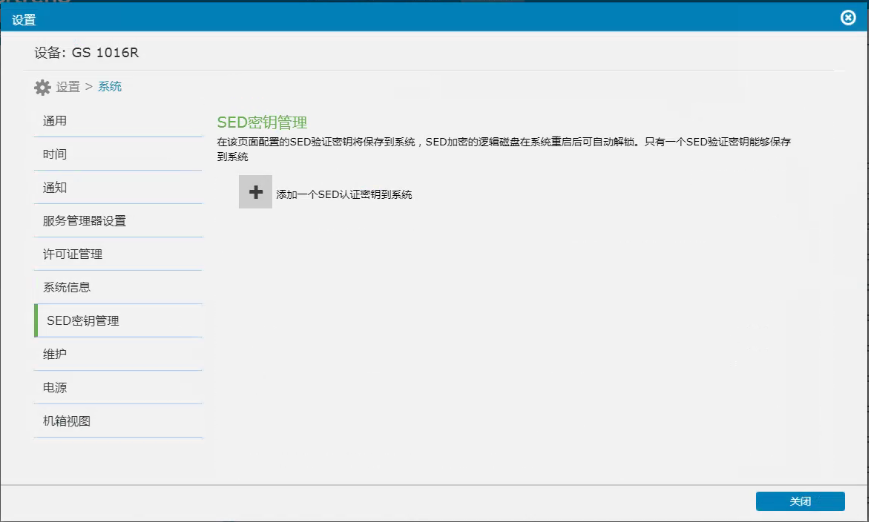 设置
设备: GS 1016R
设置 > 系统
通用
时间
通知
服务管理器设置
许可证管理
系统信息
SED密钥管理
维护
电源
机箱视图
SED密钥管理
在该页面配置的SED验证密钥将保存到系统，SED加密的逻辑磁盘在系统重启后可自动解锁。只有一个SED验证密钥能够保存
到系统
添加一个SED认证密钥到系统
关闭